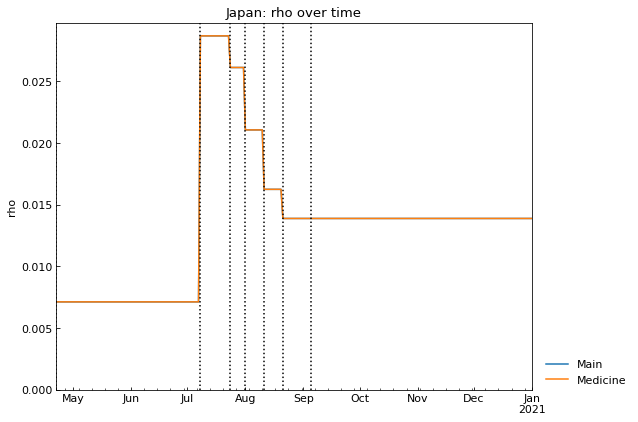 Japan: rho over time
rho
0.025
0.020
0.015
0.010
0.005
0.000
May Jun Jul Aug Sep Oct Nov Dec Jan
2021
Main
Medicine